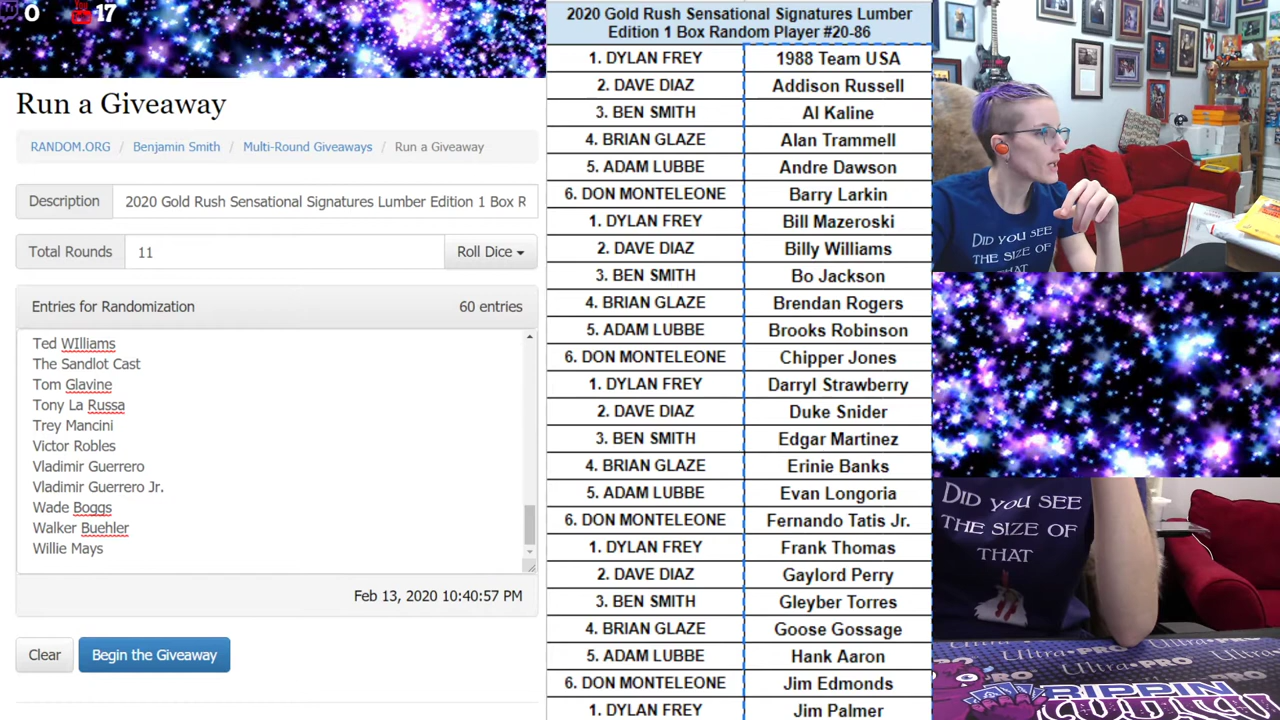 0 You 17
Run a Giveaway
RANDOM.ORG / Benjamin Smith / Multi-Round Giveaways / Run a Giveaway
Description 2020 Gold Rush Sensational Signatures Lumber Edition 1 Box R
Total Rounds 11 Roll Dice
Entries for Randomization 60 entries
Ted WIlliams
The Sandlot Cast
Tom Glavine
Tony La Russa
Trey Mancini
Victor Robles
Vladimir Guerrero
Vladimir Guerrero Jr.
Wade Boggs
Walker Buehler
Willie Mays
Feb 13, 2020 10:40:57 PM
Clear Begin the Giveaway
2020 Gold Rush Sensational Signatures Lumber
Edition 1 Box Random Player #20-86
1. DYLAN FREY 1988 Team USA
2. DAVE DIAZ Addison Russell
3. BEN SMITH Al Kaline
4. BRIAN GLAZE Alan Trammell
5. ADAM LUBBE Andre Dawson
6. DON MONTELEONE Barry Larkin
1. DYLAN FREY Bill Mazeroski
2. DAVE DIAZ Billy Williams
3. BEN SMITH Bo Jackson
4. BRIAN GLAZE Brendan Rogers
5. ADAM LUBBE Brooks Robinson
6. DON MONTELEONE Chipper Jones
1. DYLAN FREY Darryl Strawberry
2. DAVE DIAZ Duke Snider
3. BEN SMITH Edgar Martinez
4. BRIAN GLAZE Erinie Banks
5. ADAM LUBBE Evan Longoria
6. DON MONTELEONE Fernando Tatis Jr.
1. DYLAN FREY Frank Thomas
2. DAVE DIAZ Gaylord Perry
3. BEN SMITH Gleyber Torres
4. BRIAN GLAZE Goose Gossage
5. ADAM LUBBE Hank Aaron
6. DON MONTELEONE Jim Edmonds
1. DYLAN FREY Jim Palmer
DID YOU SEE
THE SIZE OF
THAT
DID YOU SEE
THE SIZE OF
THAT
Ultra•PRO
Ultra•PRO
RIPPIN